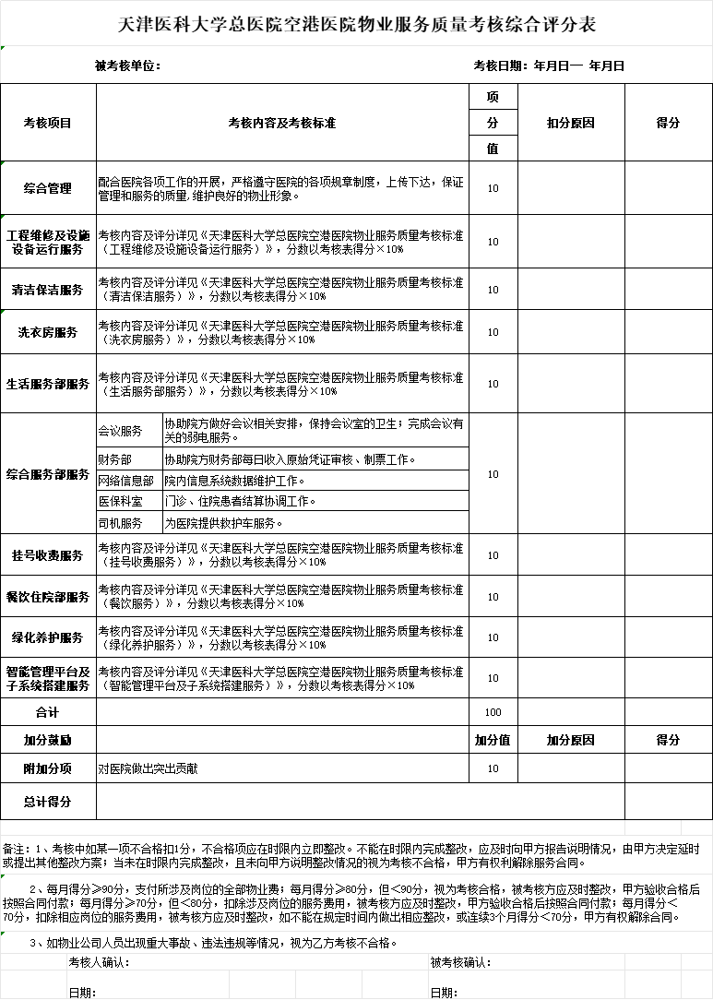 天津医科大学总医院空港医院物业服务质量考核综合评分表
被考核单位：
考核日期：年月日—— 年月日
考核项目
考核内容及考核标准
项
分
值
扣分原因
得分
综合管理
配合医院各项工作的开展，严格遵守医院的各项规章制度，上传下达，保证
管理和服务的质量,维护良好的物业形象。
10
工程维修及设施
设备运行服务
考核内容及评分详见《天津医科大学总医院空港医院物业服务质量考核标准
（工程维修及设施设备运行服务）》，分数以考核表得分×10%
10
清洁保洁服务
考核内容及评分详见《天津医科大学总医院空港医院物业服务质量考核标准
（清洁保洁服务）》，分数以考核表得分×10%
10
洗衣房服务
考核内容及评分详见《天津医科大学总医院空港医院物业服务质量考核标准
（洗衣房服务）》，分数以考核表得分×10%
10
生活服务部服务
考核内容及评分详见《天津医科大学总医院空港医院物业服务质量考核标准
（生活服务部服务）》，分数以考核表得分×10%
10
综合服务部服务
会议服务
协助院方做好会议相关安排，保持会议室的卫生；完成会议有
关的弱电服务。
财务部
协助院方财务部每日收入原始凭证审核、制票工作。
网络信息部
院内信息系统数据维护工作。
医保科室
门诊、住院患者结算协调工作。
司机服务
为医院提供救护车服务。
10
挂号收费服务
考核内容及评分详见《天津医科大学总医院空港医院物业服务质量考核标准
（挂号收费服务）》，分数以考核表得分×10%
10
餐饮住院部服务
考核内容及评分详见《天津医科大学总医院空港医院物业服务质量考核标准
（餐饮服务）》，分数以考核表得分×10%
10
绿化养护服务
考核内容及评分详见《天津医科大学总医院空港医院物业服务质量考核标准
（绿化养护服务）》，分数以考核表得分×10%
10
智能管理平台及
子系统搭建服务
考核内容及评分详见《天津医科大学总医院空港医院物业服务质量考核标准
（智能管理平台及子系统搭建服务）》，分数以考核表得分×10%
10
合计
100
加分鼓励
加分值
加分原因
得分
附加分项
对医院做出突出贡献
10
总计得分
备注：1、考核中如某一项不合格扣1分，不合格项应在时限内立即整改。不能在时限内完成整改，应及时向甲方报告说明情况，由甲方决定延时
或提出其他整改方案；当未在时限内完成整改，且未向甲方说明整改情况的视为考核不合格，甲方有权利解除服务合同。
2、每月得分≥90分，支付所涉及岗位的全部物业费；每月得分≥80分，但＜90分，视为考核合格，被考核方应及时整改，甲方验收合格后
按照合同付款；每月得分≥70分，但＜80分，扣除涉及岗位的服务费用，被考核方应及时整改，甲方验收合格后按照合同付款；每月得分＜
70分，扣除相应岗位的服务费用，被考核方应及时整改，如不能在规定时间内做出相应整改，或连续3个月得分＜70分，甲方有权解除合同。
3、如物业公司人员出现重大事故、违法违规等情况，视为乙方考核不合格。
考核人确认：
被考核确认：
日期：
日期：